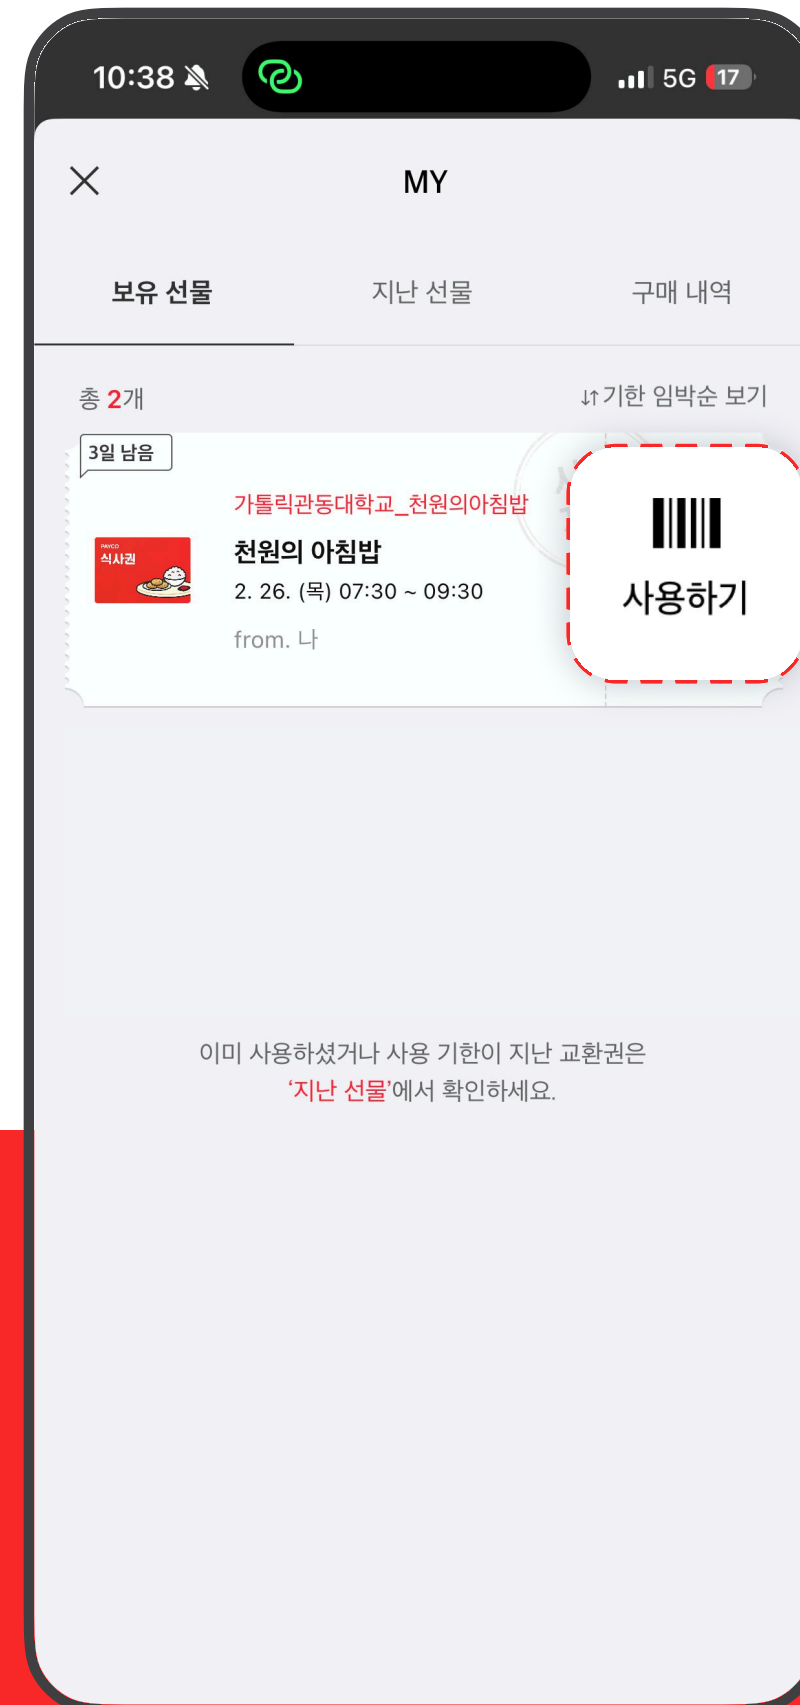 10:38
5G 17
MY
보유 선물
지난 선물
구매 내역
총 2개
↓↑기한 임박순 보기
3일 남음
가톨릭관동대학교_천원의아침밥
PAYCO
식사권
천원의 아침밥
2. 26. (목) 07:30 ~ 09:30
from. 나
사용하기
이미 사용하셨거나 사용 기한이 지난 교환권은
‘지난 선물’에서 확인하세요.